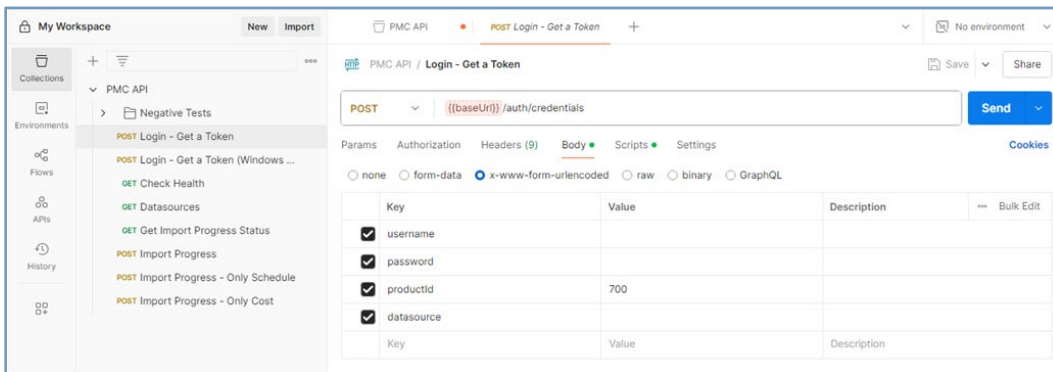 My Workspace New Import
PMC API POST Login - Get a Token No environment
Collections
Environments
Flows
APIs
History
PMC API
Negative Tests
POST Login - Get a Token
POST Login - Get a Token (Windows ...
GET Check Health
GET Datasources
GET Get Import Progress Status
POST Import Progress
POST Import Progress - Only Schedule
POST Import Progress - Only Cost
HTTP PMC API / Login - Get a Token Save Share
POST {{baseUrl}} /auth/credentials Send
Params Authorization Headers (9) Body Scripts Settings Cookies
none form-data x-www-form-urlencoded raw binary GraphQL
Key Value Description Bulk Edit
username
password
productId 700
datasource
Key Value Description